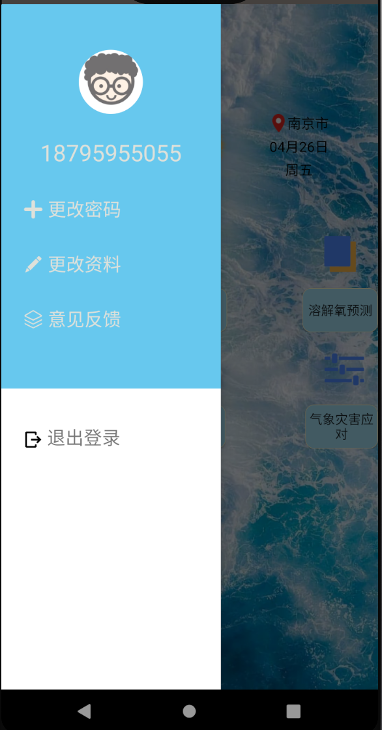 18795955055
更改密码
更改资料
意见反馈
退出登录
南京市
04月26日
周五
溶解氧预测
气象灾害应
对